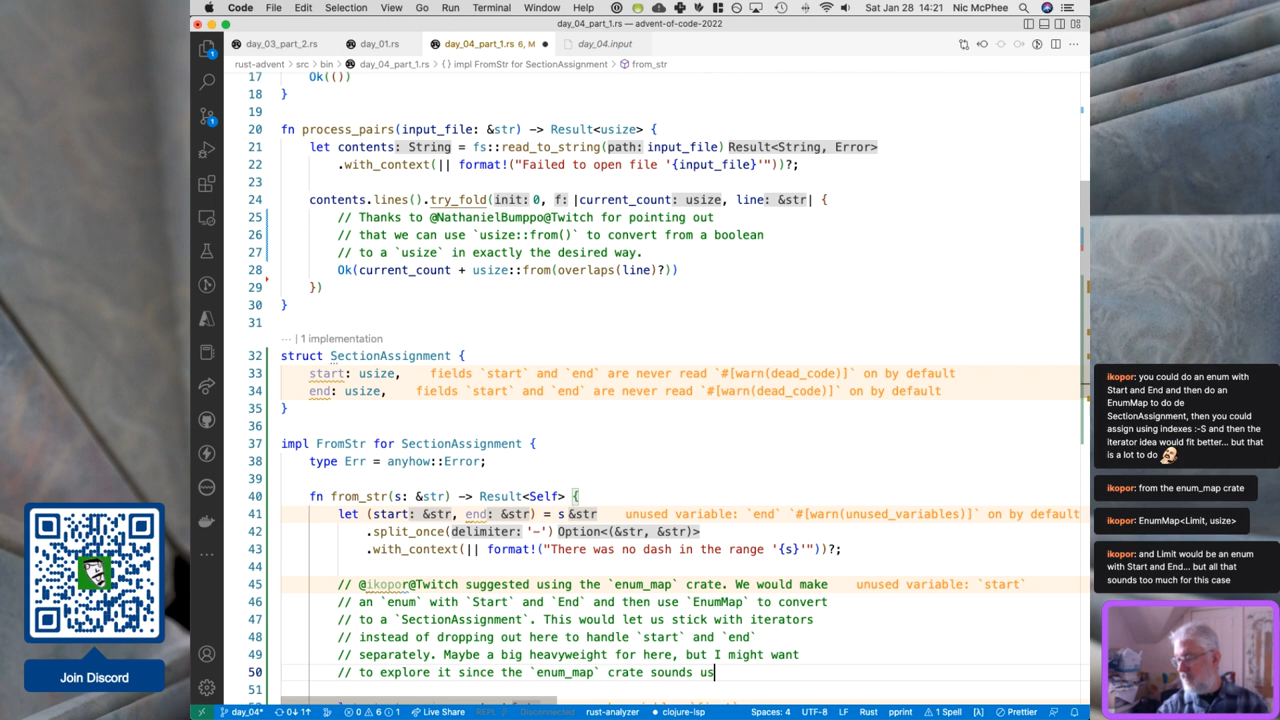 Code File Edit Selection View Go Run Terminal Window Help Sat Jan 28 14:21 Nic McPhee
day_04_part_1.rs — advent-of-code-2022
day_03_part_2.rs day_01.rs day_04_part_1.rs 6, M day_04.input
rust-advent > src > bin > day_04_part_1.rs > {} impl FromStr for SectionAssignment > from_str
17 Ok(())
18 }
19
20 fn process_pairs(input_file: &str) -> Result<usize> {
21 let contents: String = fs::read_to_string(path: input_file) Result<String, Error>
22 .with_context(|| format!("Failed to open file '{input_file}'"))?;
23
24 contents.lines().try_fold(init: 0, f: |current_count: usize, line: &str| {
25 // Thanks to @NathanielBumppo@Twitch for pointing out
26 // that we can use `usize::from()` to convert from a boolean
27 // to a `usize` in exactly the desired way.
28 Ok(current_count + usize::from(overlaps(line)?))
29 })
30 }
31
1 implementation
32 struct SectionAssignment {
33 start: usize, fields `start` and `end` are never read `#[warn(dead_code)]` on by default
34 end: usize, fields `start` and `end` are never read `#[warn(dead_code)]` on by default
35 }
36
37 impl FromStr for SectionAssignment {
38 type Err = anyhow::Error;
39
40 fn from_str(s: &str) -> Result<Self> {
41 let (start: &str, end: &str) = s &str unused variable: `end` `#[warn(unused_variables)]` on by default
42 .split_once(delimiter: '-') Option<(&str, &str)>
43 .with_context(|| format!("There was no dash in the range '{s}'"))?;
44
45 // @ikopor@Twitch suggested using the `enum_map` crate. We would make unused variable: `start`
46 // an `enum` with `Start` and `End` and then use `EnumMap` to convert
47 // to a `SectionAssignment`. This would let us stick with iterators
48 // instead of dropping out here to handle `start` and `end`
49 // separately. Maybe a big heavyweight for here, but I might want
50 // to explore it since the `enum_map` crate sounds us
51
day_04* 0↓ 1↑ 0 6 1 Live Share REPL Disconnected rust-analyzer clojure-lsp Spaces: 4 UTF-8 LF Rust pprint 1 Spell [λ] Prettier
Join Discord
ikopor: you could do an enum with
Start and End and then do an
EnumMap to do de
SectionAssignment, then you could
assign using indexes :-S and then the
iterator idea would fit better... but that
is a lot to do
ikopor: from the enum_map crate
ikopor: EnumMap<Limit, usize>
ikopor: and Limit would be an enum
with Start and End... but all that
sounds too much for this case